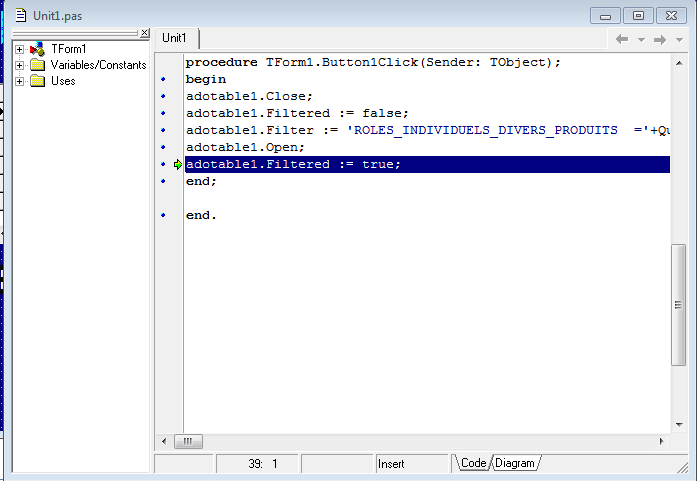 Unit1.pas
TForm1
Variables/Constants
Uses
Unit1
procedure TForm1.Button1Click(Sender: TObject);
begin
adotable1.Close;
adotable1.Filtered := false;
adotable1.Filter := 'ROLES_INDIVIDUELS_DIVERS_PRODUITS  ='+Qu
adotable1.Open;
adotable1.Filtered := true;
end;
end.
39: 1
Insert
Code
Diagram